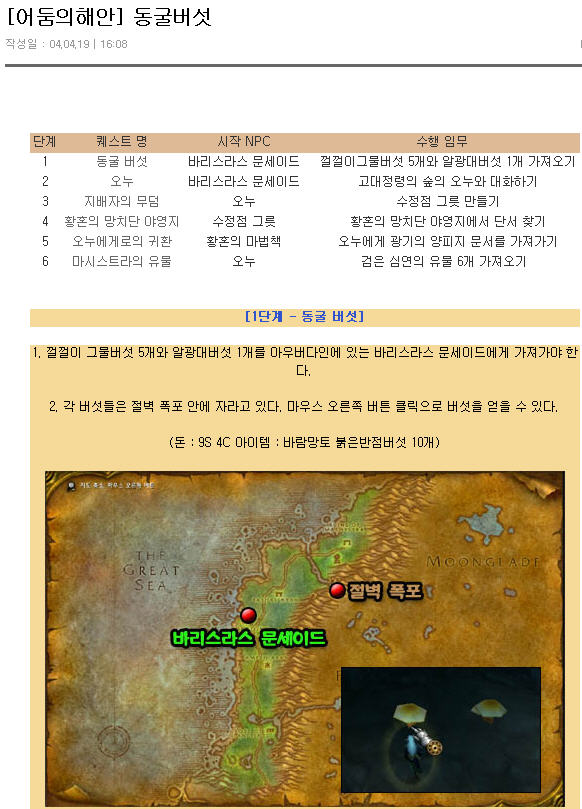 [어둠의해안] 동굴버섯
작성일 : 04.04.19 | 16:08
단계 퀘스트 명 시작 NPC 수행 임무
1 동굴 버섯 바리스라스 문세이드 껄껄이그물버섯 5개와 알광대버섯 1개 가져오기
2 오누 바리스라스 문세이드 고대정령의 숲의 오누와 대화하기
3 지배자의 무덤 오누 수정점 그릇 만들기
4 황혼의 망치단 야영지 수정점 그릇 황혼의 망치단 야영지에서 단서 찾기
5 오누에게로의 귀환 황혼의 마법책 오누에게 광기의 양피지 문서를 가져가기
6 마시스트라의 유물 오누 검은 심연의 유물 6개 가져오기
[1단계 - 동굴 버섯]
1. 껄껄이 그물버섯 5개와 알광대버섯 1개를 아우버다인에 있는 바리스라스 문세이드에게 가져가야 한
다.
2. 각 버섯들은 절벽 폭포 안에 자라고 있다. 마우스 오른쪽 버튼 클릭으로 버섯을 얻을 수 있다.
(돈 : 9S 4C 아이템 : 바람망토 붉은반점버섯 10개)
THE
GREAT
SEA
MOONGLADE
절벽 폭포
바리스라스 문세이드